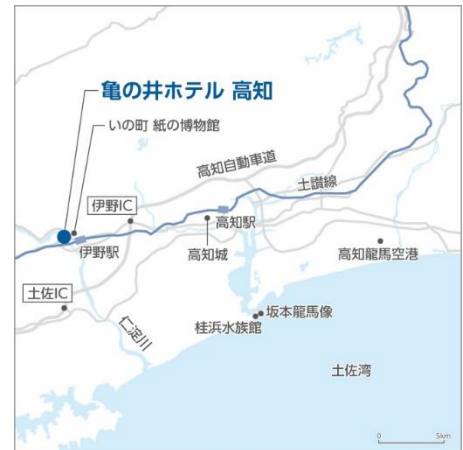 亀の井ホテル 高知
いの町 紙の博物館
高知自動車道
土讃線
伊野IC
高知駅
伊野駅
高知城
高知龍馬空港
土佐IC
仁淀川
坂本龍馬像
桂浜水族館
土佐湾
0 5km